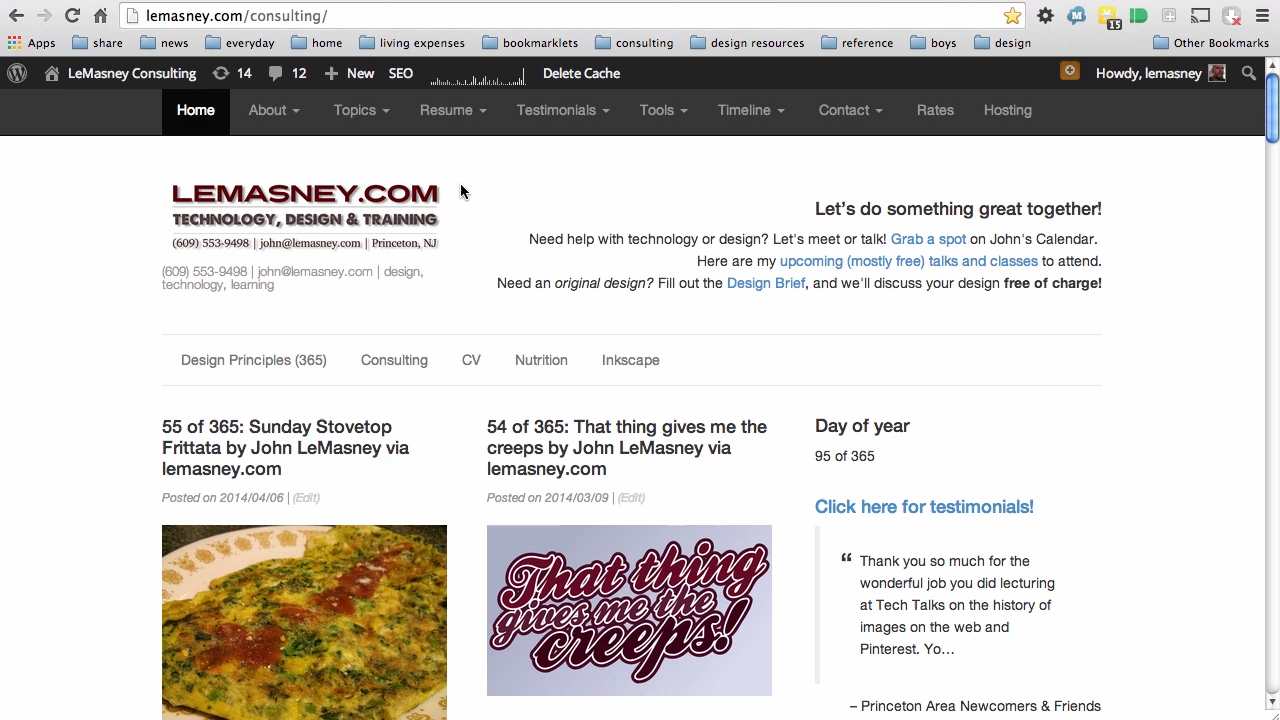 lemasney.com/consulting/
15
Apps share news everyday home living expenses bookmarklets consulting design resources reference boys design Other Bookmarks
LeMasney Consulting 14 12 New SEO Delete Cache Howdy, lemasney
Home About Topics Resume Testimonials Tools Timeline Contact Rates Hosting
LEMASNEY.COM
TECHNOLOGY, DESIGN & TRAINING
(609) 553-9498 | john@lemasney.com | Princeton, NJ
(609) 553-9498 | john@lemasney.com | design,
technology, learning
Let's do something great together!
Need help with technology or design? Let's meet or talk! Grab a spot on John's Calendar.
Here are my upcoming (mostly free) talks and classes to attend.
Need an original design? Fill out the Design Brief, and we'll discuss your design free of charge!
Design Principles (365) Consulting CV Nutrition Inkscape
55 of 365: Sunday Stovetop
Frittata by John LeMasney via
lemasney.com
Posted on 2014/04/06 | (Edit)
54 of 365: That thing gives me the
creeps by John LeMasney via
lemasney.com
Posted on 2014/03/09 | (Edit)
That thing
gives me the
creeps!
Day of year
95 of 365
Click here for testimonials!
“ Thank you so much for the
wonderful job you did lecturing
at Tech Talks on the history of
images on the web and
Pinterest. Yo…
– Princeton Area Newcomers & Friends